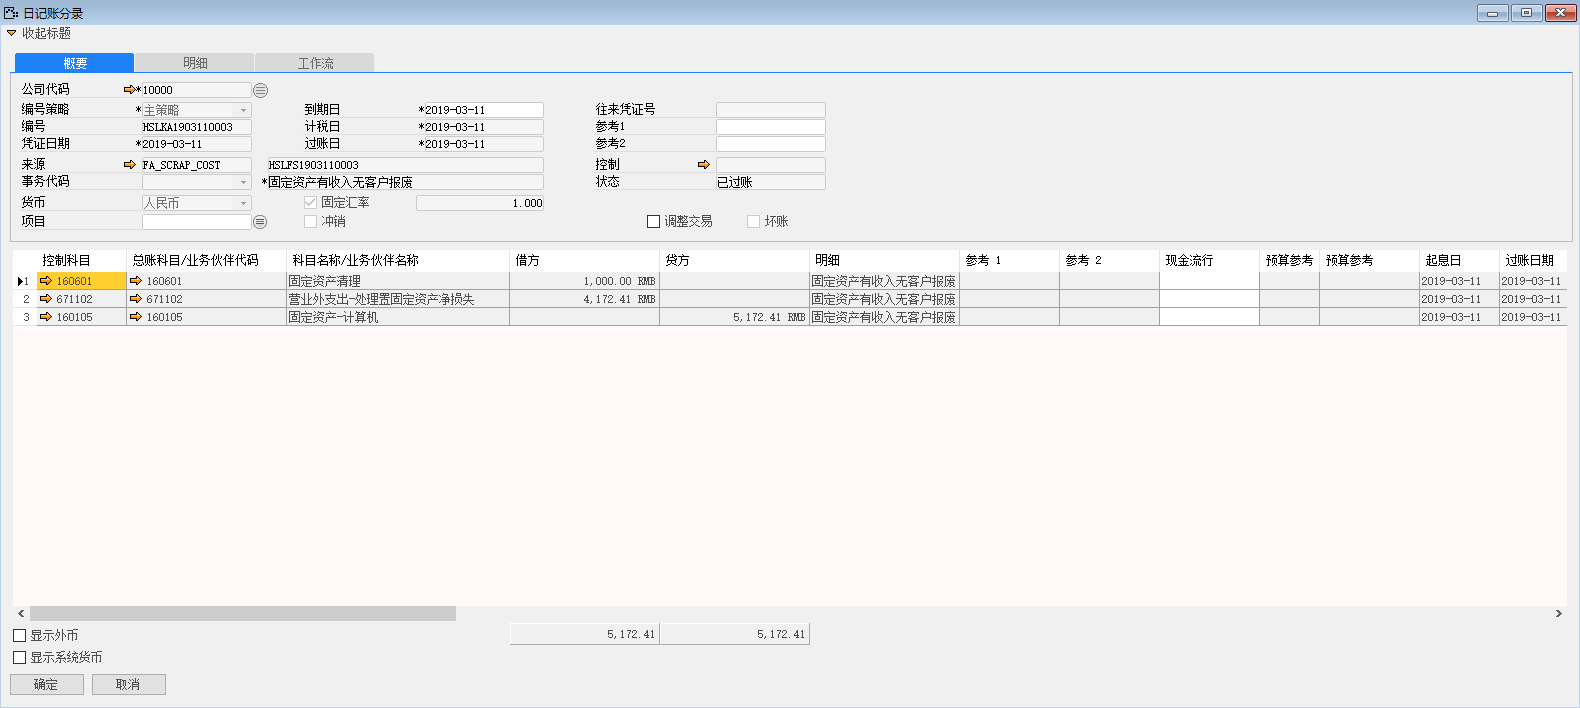 日记账分录
收起标题
概要 明细 工作流
公司代码 *10000
编号策略 *主策略 到期日 *2019-03-11 往来凭证号
编号 HSLKA1903110003 计税日 *2019-03-11 参考1
凭证日期 *2019-03-11 过账日 *2019-03-11 参考2
来源 FA_SCRAP_COST HSLFS1903110003 控制
事务代码 *固定资产有收入无客户报废 状态 已过账
货币 人民币 固定汇率 1.000
项目 冲销 调整交易 坏账
控制科目 总账科目/业务伙伴代码 科目名称/业务伙伴名称 借方 贷方 明细 参考 1 参考 2 现金流行 预算参考 预算参考 起息日 过账日期
1 160601 160601 固定资产清理 1,000.00 RMB 固定资产有收入无客户报废 2019-03-11 2019-03-11
2 671102 671102 营业外支出-处理置固定资产净损失 4,172.41 RMB 固定资产有收入无客户报废 2019-03-11 2019-03-11
3 160105 160105 固定资产-计算机 5,172.41 RMB 固定资产有收入无客户报废 2019-03-11 2019-03-11
显示外币 5,172.41 5,172.41
显示系统货币
确定 取消